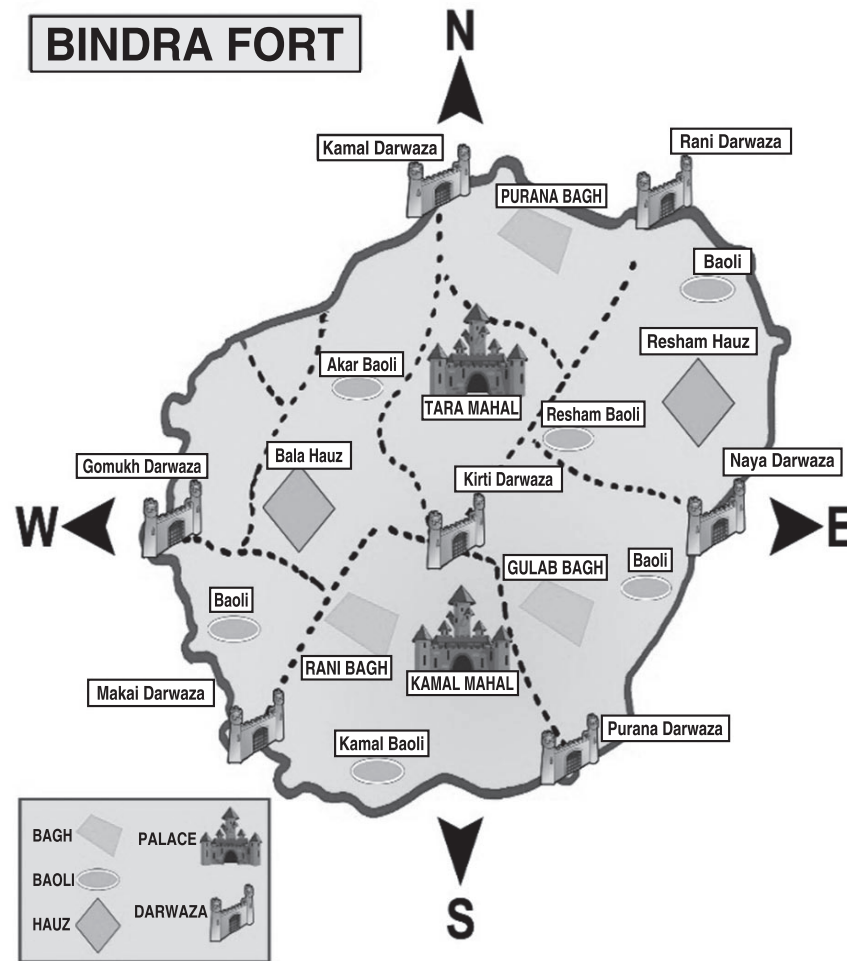 BINDRA FORT
N
Kamal Darwaza
Rani Darwaza
PURANA BAGH
Baoli
Resham Hauz
Akar Baoli
TARA MAHAL
Resham Baoli
Bala Hauz
Gomukh Darwaza
Kirti Darwaza
Naya Darwaza
W
E
GULAB BAGH
Baoli
Baoli
RANI BAGH
KAMAL MAHAL
Makai Darwaza
Purana Darwaza
Kamal Baoli
BAGH
PALACE
BAOLI
HAUZ
DARWAZA
S